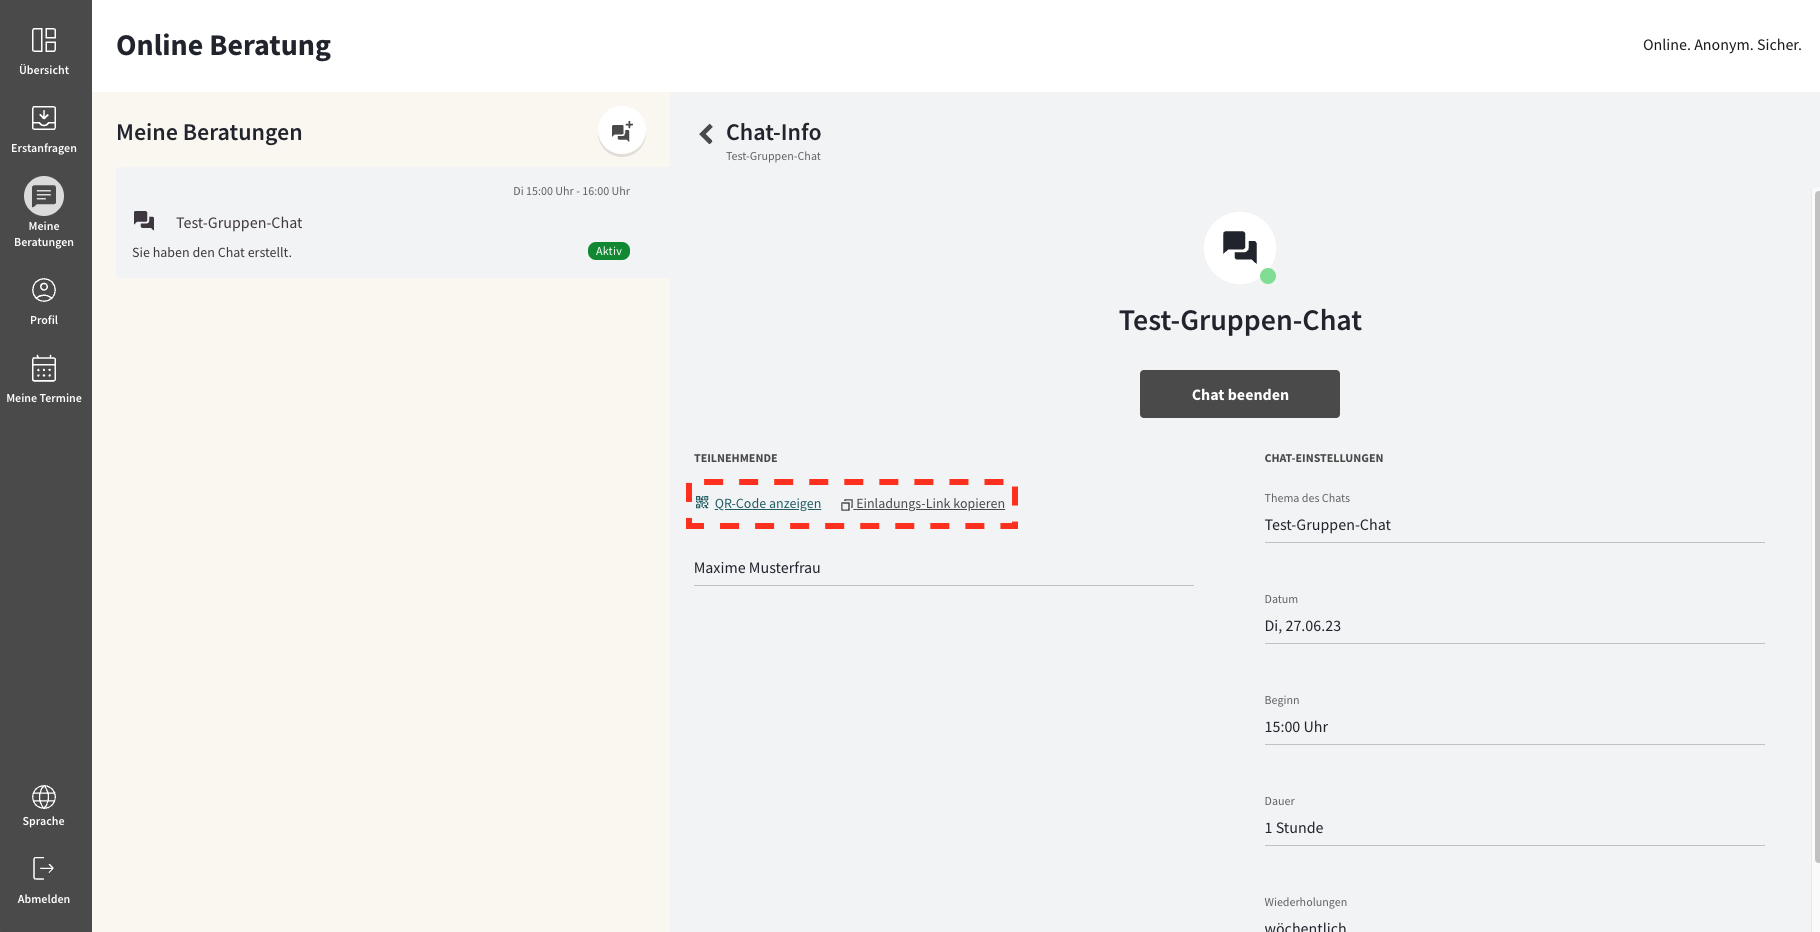 Übersicht
Erstanfragen
Meine
Beratungen
Profil
Meine Termine
Sprache
Abmelden
Online Beratung
Online. Anonym. Sicher.
Meine Beratungen
Di 15:00 Uhr - 16:00 Uhr
Test-Gruppen-Chat
Sie haben den Chat erstellt.
Aktiv
Chat-Info
Test-Gruppen-Chat
Test-Gruppen-Chat
Chat beenden
TEILNEHMENDE
QR-Code anzeigen
Einladungs-Link kopieren
Maxime Musterfrau
CHAT-EINSTELLUNGEN
Thema des Chats
Test-Gruppen-Chat
Datum
Di, 27.06.23
Beginn
15:00 Uhr
Dauer
1 Stunde
Wiederholungen
wöchentlich